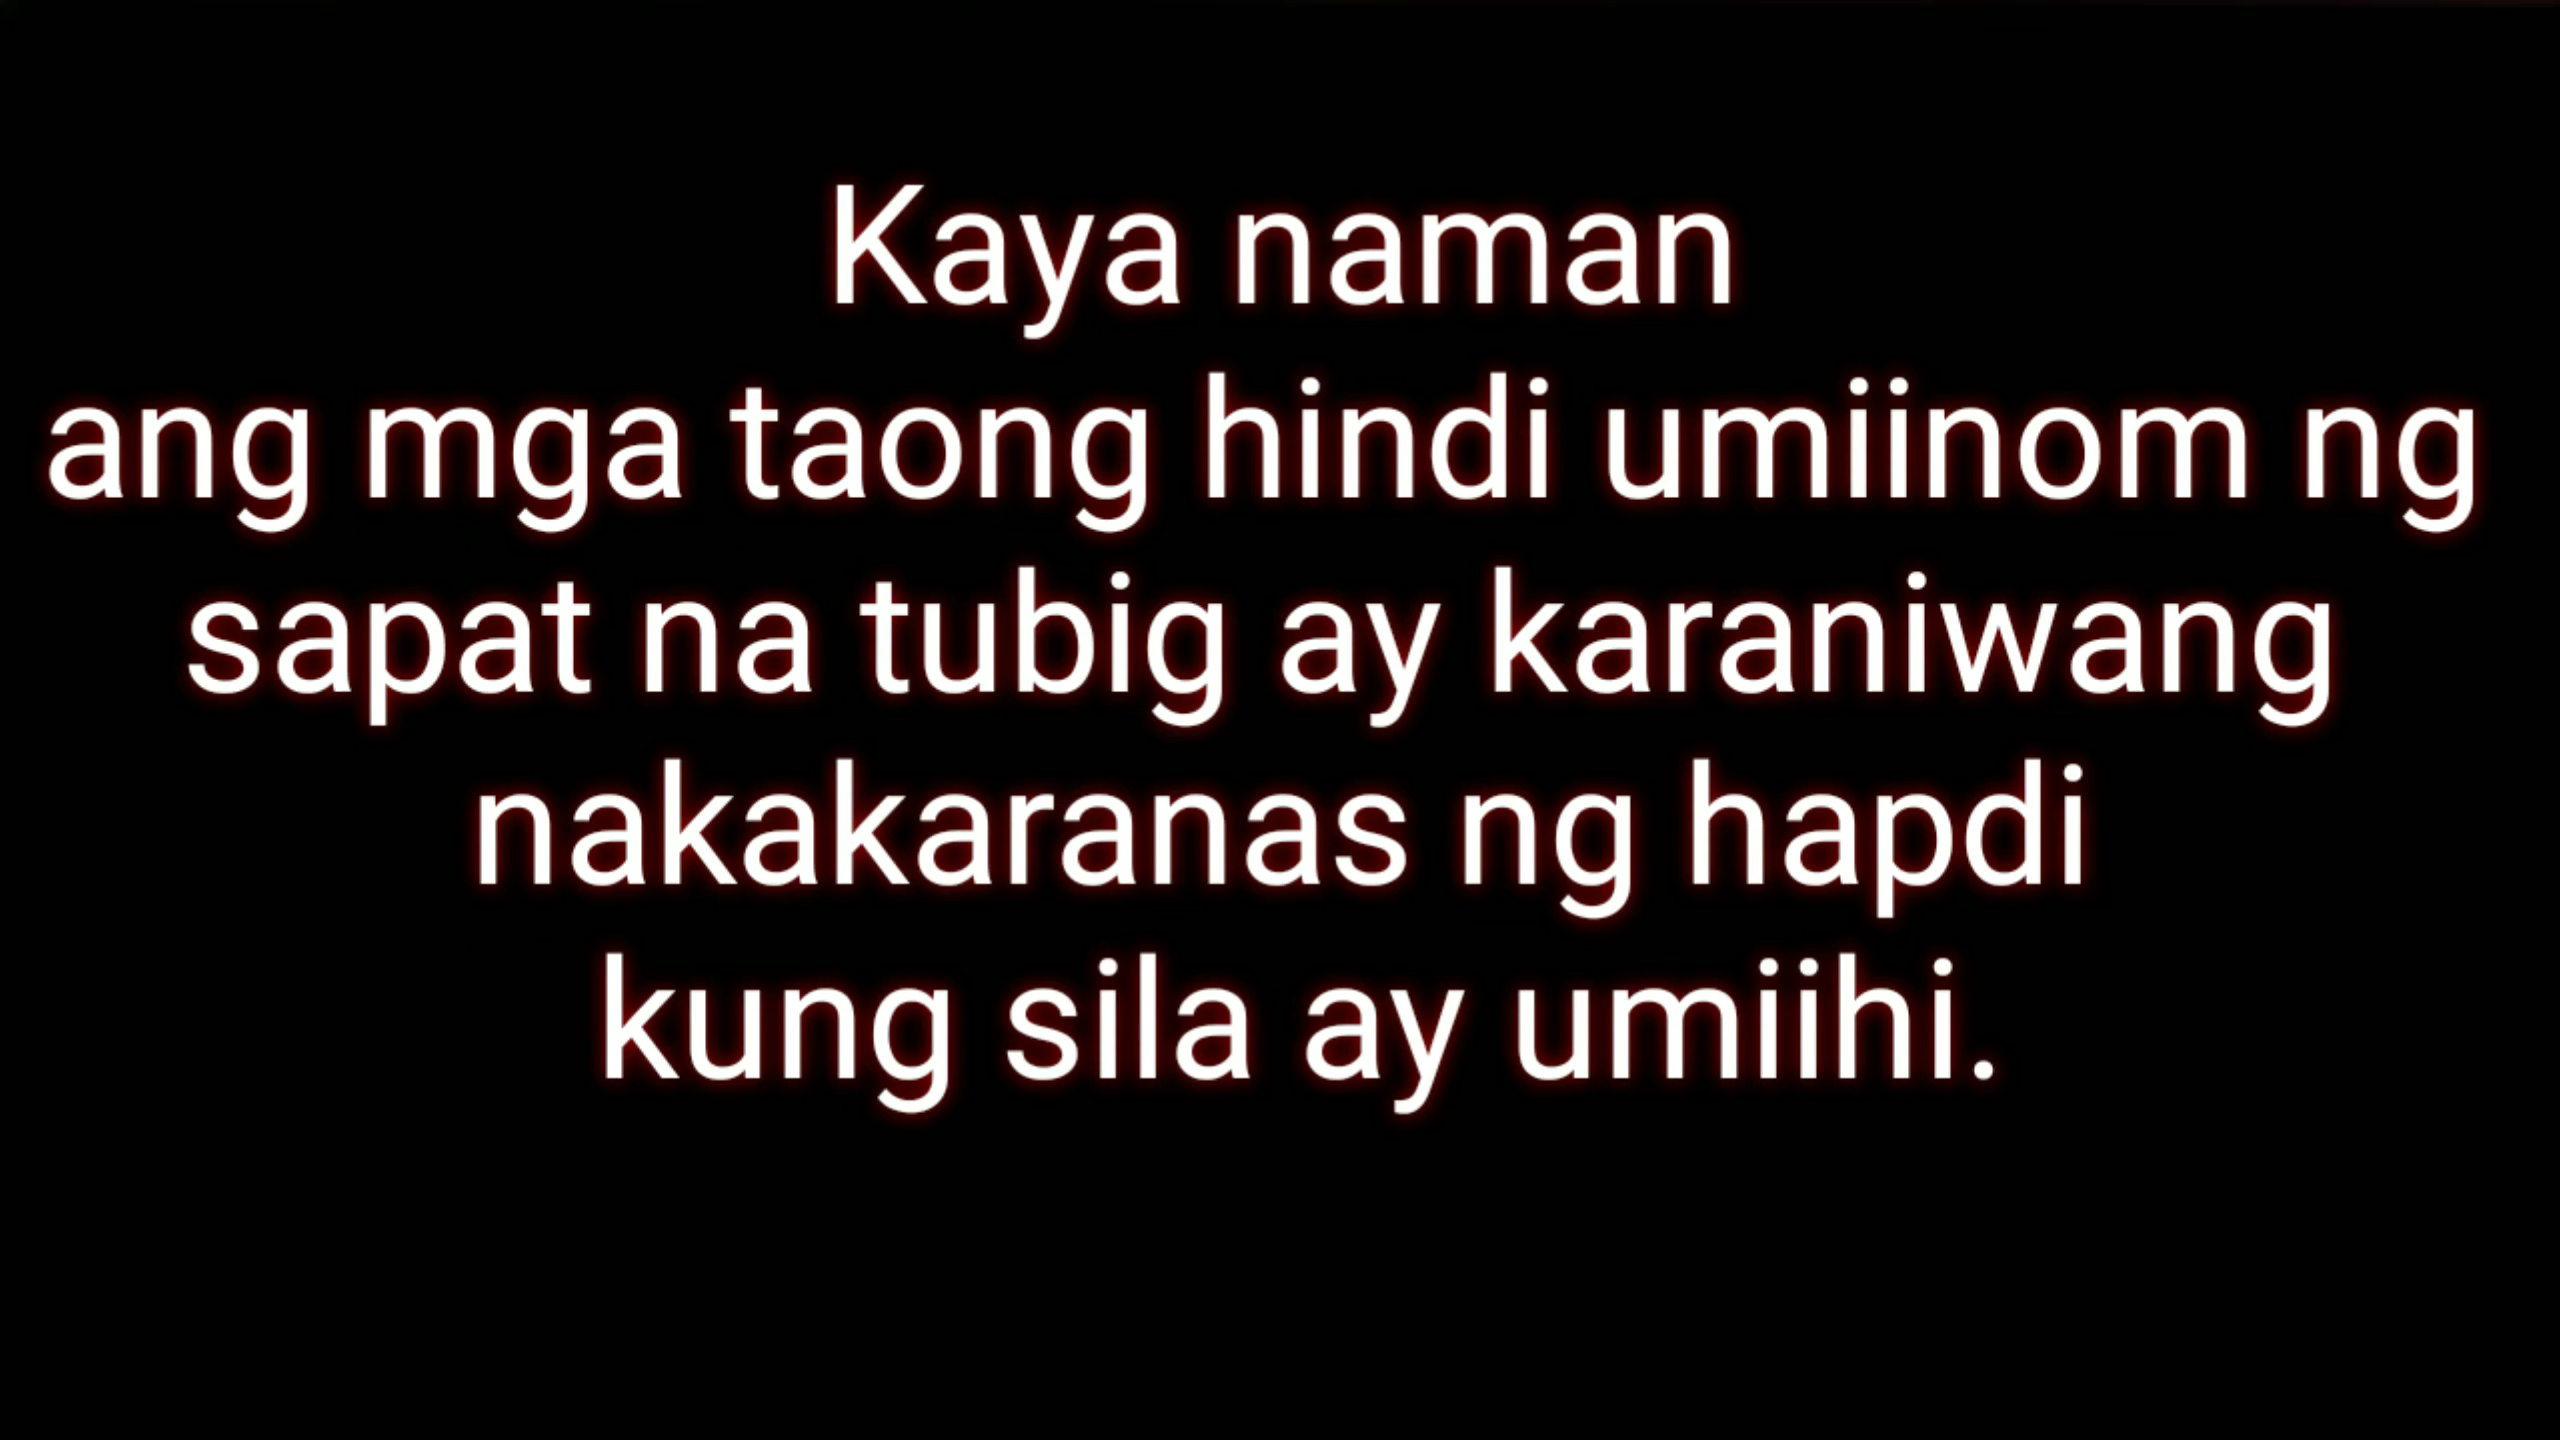 Kaya naman
ang mga taong hindi umiinom ng
sapat na tubig ay karaniwang
nakakaranas ng hapdi
kung sila ay umiihi.